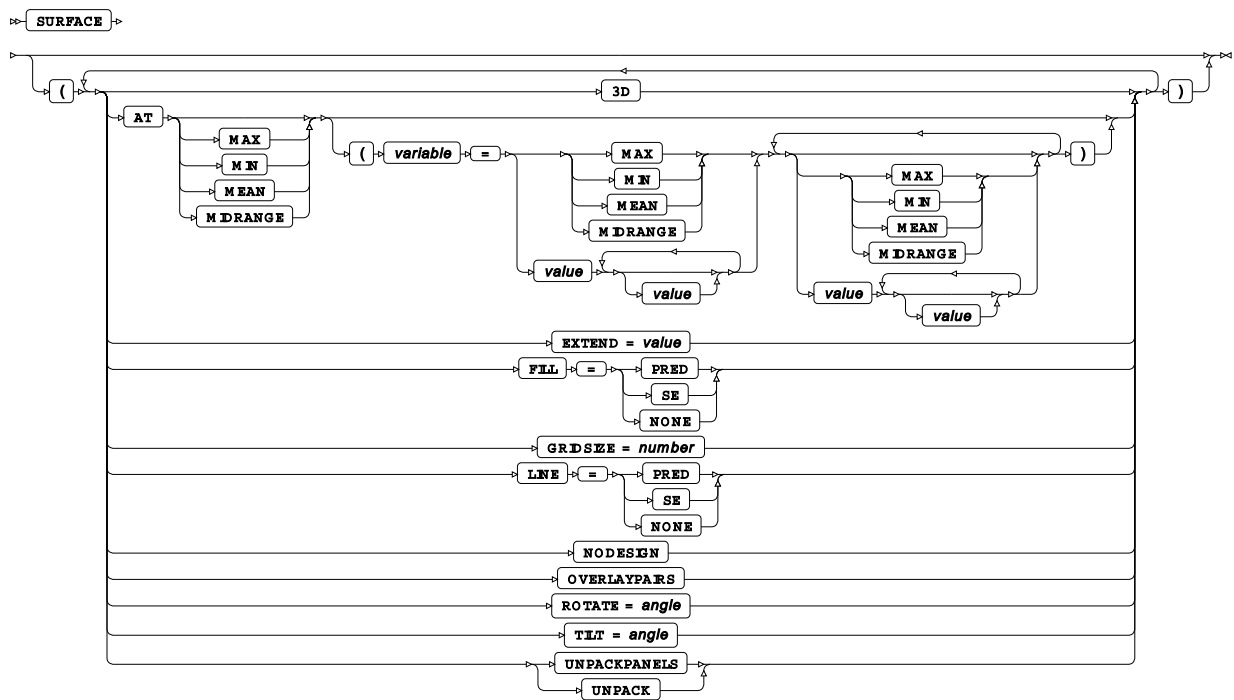 SURFACE
( 3D )
AT
MAX
MIN
MEAN
MIDRANGE
( variable =
MAX
MIN
MEAN
MIDRANGE
value
value
MAX
MIN
MEAN
MIDRANGE
value
value
)
EXTEND = value
FILL = PRED
SE
NONE
GRIDSIZE = number
LINE = PRED
SE
NONE
NODESIGN
OVERLAYPAIRS
ROTATE = angle
TILT = angle
UNPACKPANELS
UNPACK